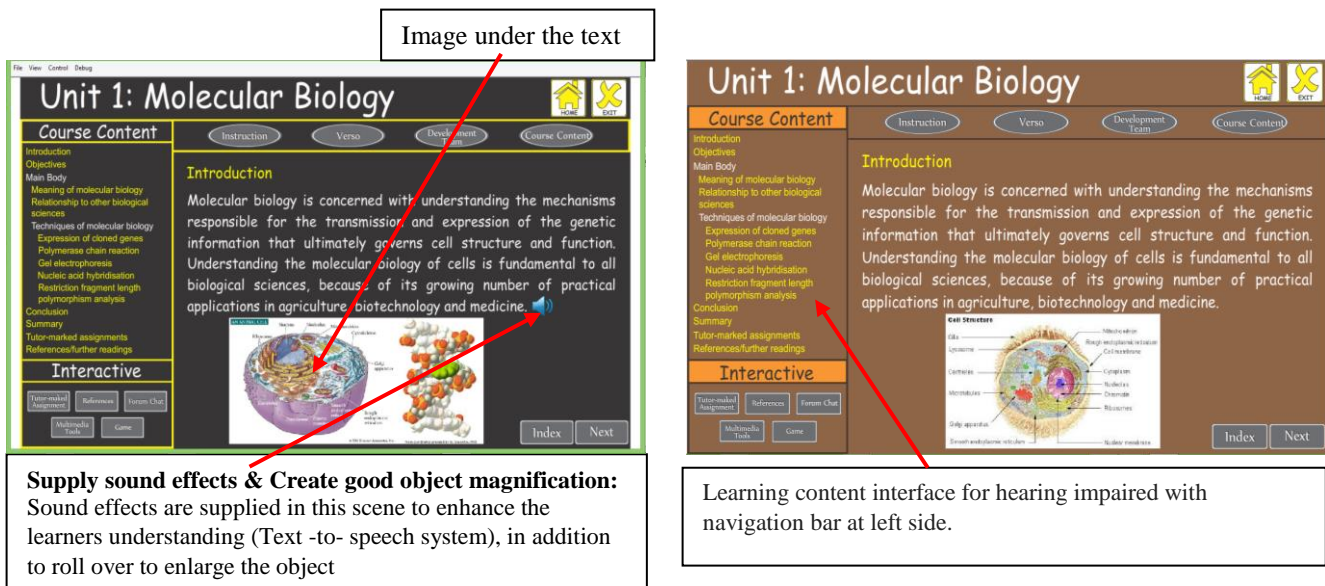 Image under the text
File View Control Debug
Unit 1: Molecular Biology
HOME
EXIT
Course Content
Instruction
Verso
Development
Team
Course Content
Introduction
Objectives
Main Body
Meaning of molecular biology
Relationship to other biological
sciences
Techniques of molecular biology
Expression of cloned genes
Polymerase chain reaction
Gel electrophoresis
Nucleic acid hybridisation
Restriction fragment length
polymorphism analysis
Conclusion
Summary
Tutor-marked assignments
References/further readings
Introduction
Molecular biology is concerned with understanding the mechanisms
responsible for the transmission and expression of the genetic
information that ultimately governs cell structure and function.
Understanding the molecular biology of cells is fundamental to all
biological sciences, because of its growing number of practical
applications in agriculture, biotechnology and medicine.
Nucleus
Nucleolus
Golgi
apparatus
Interactive
Tutor-maked
Assignment
References
Forum Chat
Multimedia
Tools
Game
Index
Next
Supply sound effects & Create good object magnification:
Sound effects are supplied in this scene to enhance the
learners understanding (Text -to- speech system), in addition
to roll over to enlarge the object
Unit 1: Molecular Biology
HOME
EXIT
Course Content
Instruction
Verso
Development
Team
Course Content
Introduction
Objectives
Main Body
Meaning of molecular biology
Relationship to other biological
sciences
Techniques of molecular biology
Expression of cloned genes
Polymerase chain reaction
Gel electrophoresis
Nucleic acid hybridisation
Restriction fragment length
polymorphism analysis
Conclusion
Summary
Tutor-marked assignments
References/further readings
Introduction
Molecular biology is concerned with understanding the mechanisms
responsible for the transmission and expression of the genetic
information that ultimately governs cell structure and function.
Understanding the molecular biology of cells is fundamental to all
biological sciences, because of its growing number of practical
applications in agriculture, biotechnology and medicine.
Cell Structure
Cilia
Lysosome
Centrioles
Microtubules
Golgi apparatus
Smooth endoplasmic reticulum
Mitochondrion
Rough endoplasmic reticulum
Cell membrane
Cytoplasm
Nucleolus
Chromatin
Ribosomes
Nuclear membrane
Interactive
Tutor-maked
Assignment
References
Forum Chat
Multimedia
Tools
Game
Index
Next
Learning content interface for hearing impaired with
navigation bar at left side.